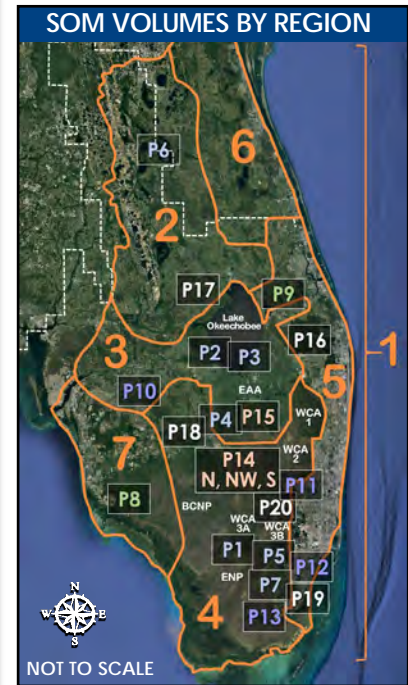 SOM VOLUMES BY REGION
6
P6
2
P17
P9
Lake
Okeechobee
P16
3
P2
P3
1
5
P10
EAA
WCA
1
P18
P4
P15
7
WCA
2
P14
N, NW, S
P11
P8
BCNP
P20
WCA
3A
WCA
3B
P1
P5
P12
ENP
P7
P19
4
P13
N
W
E
S
NOT TO SCALE